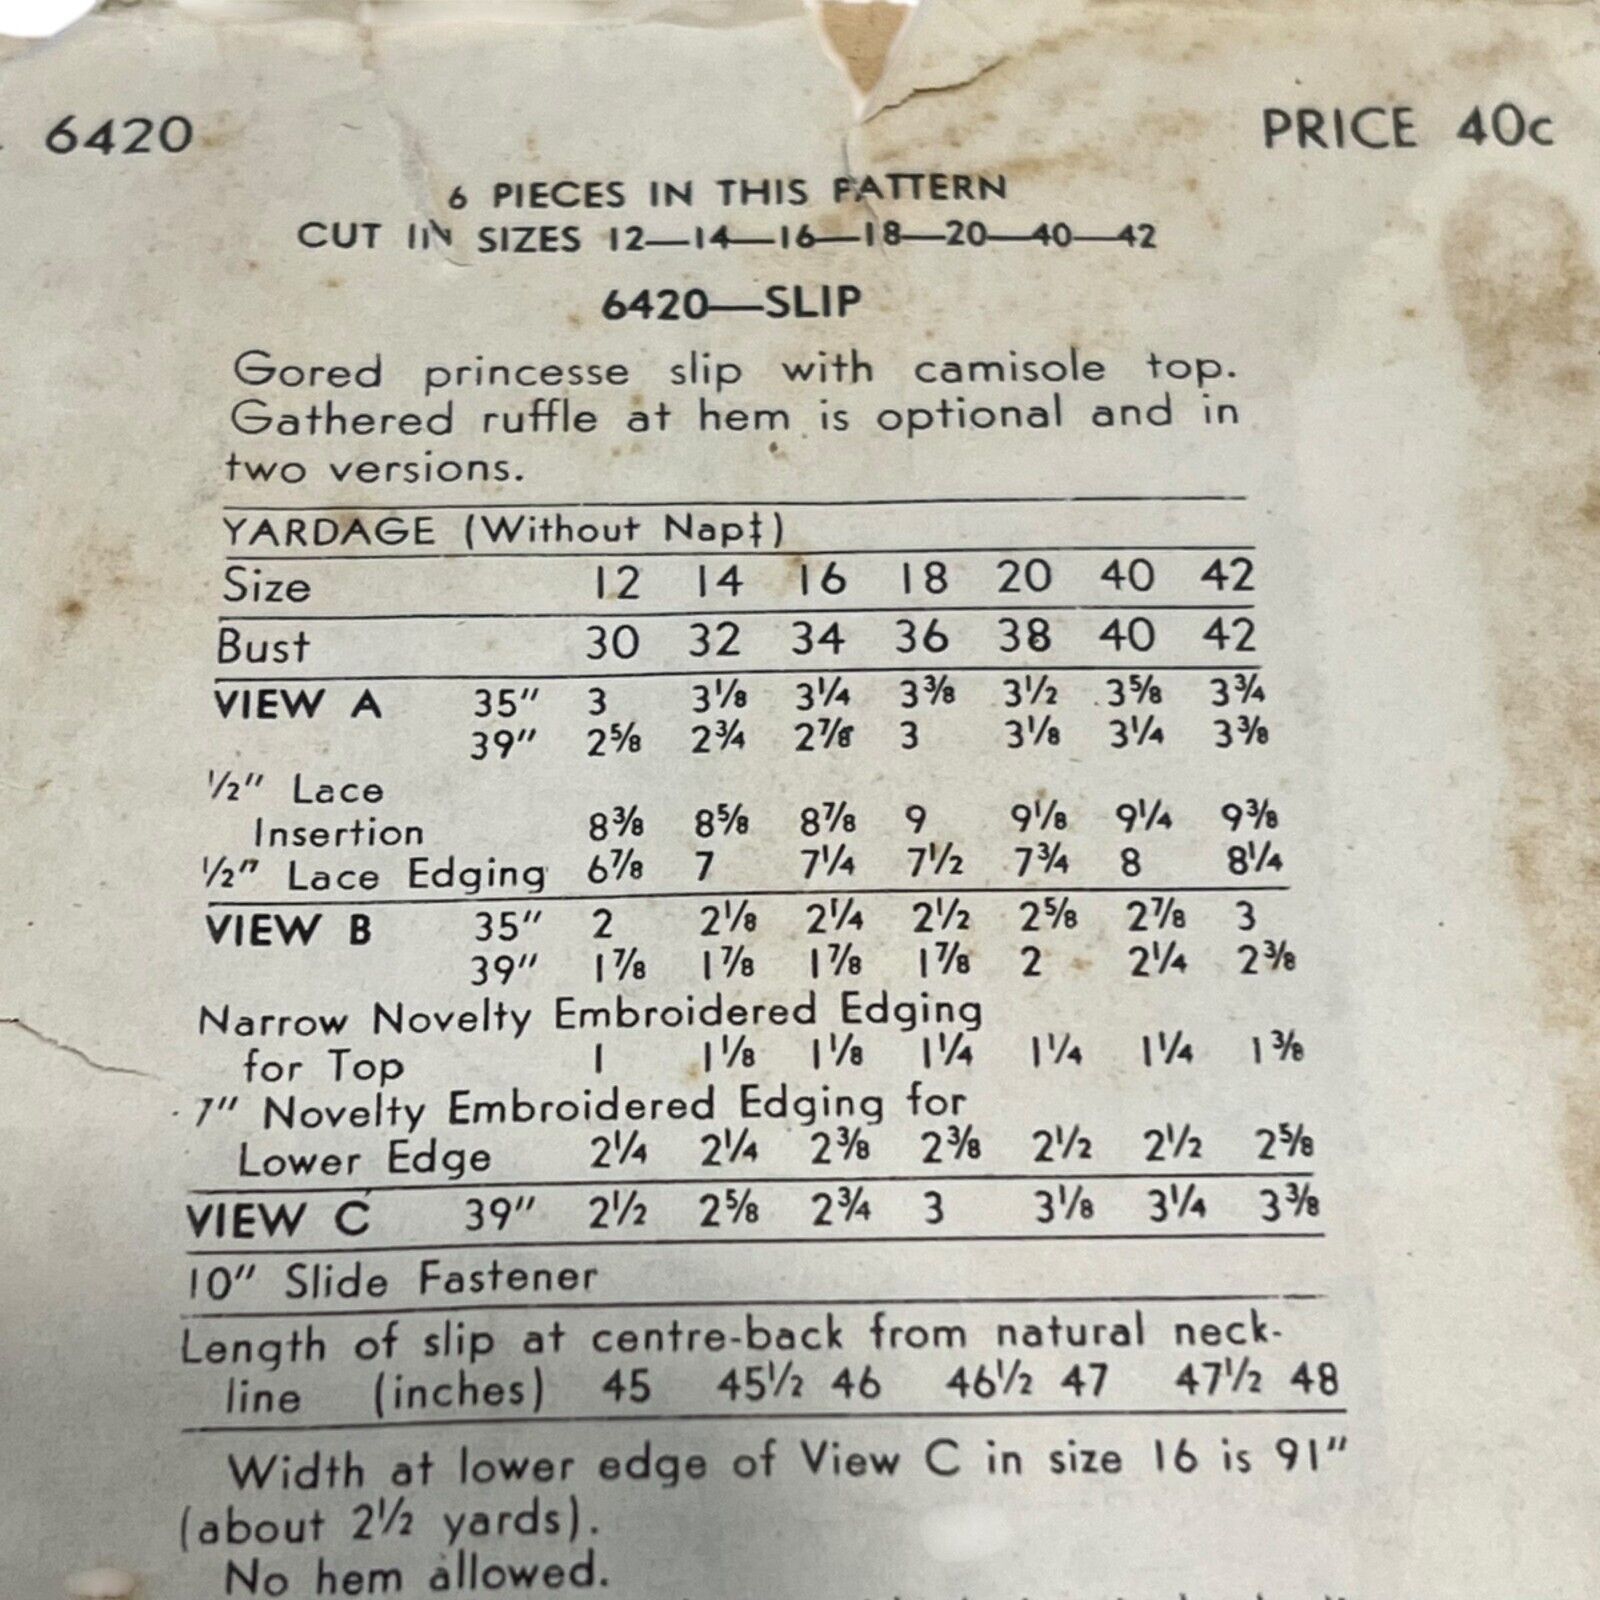 6420 PRICE 40c
6 PIECES IN THIS PATTERN
CUT IN SIZES 12—14—16—18—20—40—42
6420—SLIP
Gored princesse slip with camisole top.
Gathered ruffle at hem is optional and in
two versions.
YARDAGE (Without Nap‡)
Size 12 14 16 18 20 40 42
Bust 30 32 34 36 38 40 42
VIEW A 35" 3 3⅛ 3¼ 3⅜ 3½ 3⅝ 3¾
39" 2⅝ 2¾ 2⅞ 3 3⅛ 3¼ 3⅜
½" Lace
Insertion 8⅜ 8⅝ 8⅞ 9 9⅛ 9¼ 9⅜
½" Lace Edging 6⅞ 7 7¼ 7½ 7¾ 8 8¼
VIEW B 35" 2 2⅛ 2¼ 2½ 2⅝ 2⅞ 3
39" 1⅞ 1⅞ 1⅞ 1⅞ 2 2¼ 2⅜
Narrow Novelty Embroidered Edging
for Top 1 1⅛ 1⅛ 1¼ 1¼ 1¼ 1⅜
7" Novelty Embroidered Edging for
Lower Edge 2¼ 2¼ 2⅜ 2⅜ 2½ 2½ 2⅝
VIEW C 39" 2½ 2⅝ 2¾ 3 3⅛ 3¼ 3⅜
10" Slide Fastener
Length of slip at centre-back from natural neck-
line (inches) 45 45½ 46 46½ 47 47½ 48
Width at lower edge of View C in size 16 is 91"
(about 2½ yards).
No hem allowed.